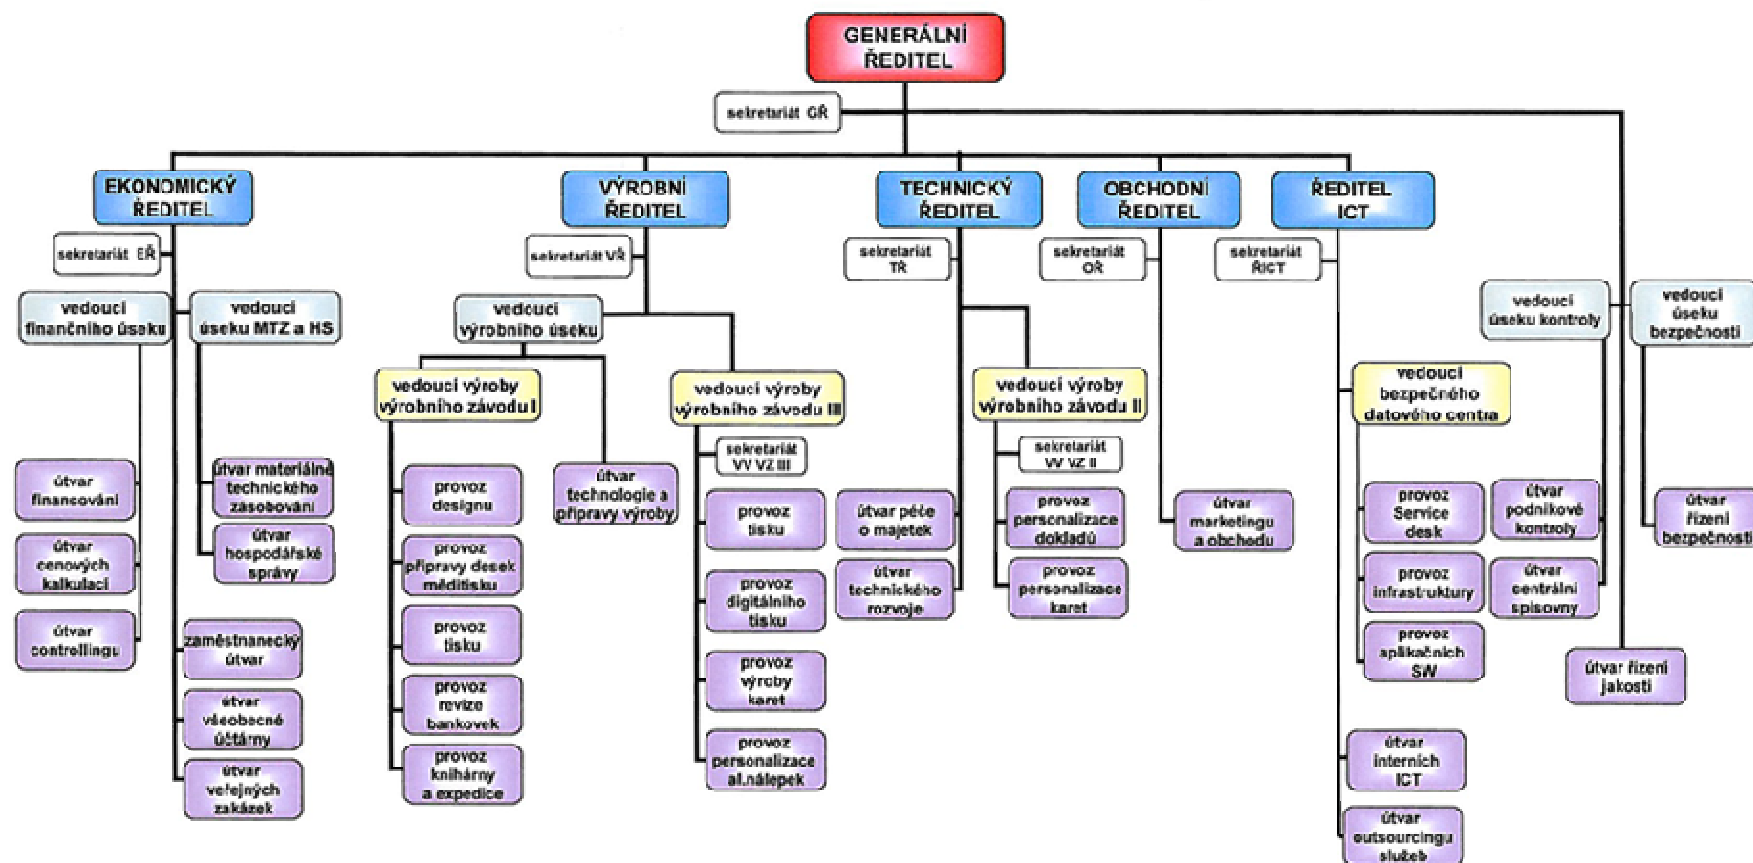 GENERÁLNÍ
ŘEDITEL
sekretariát GŘ
EKONOMICKÝ
ŘEDITEL
VÝROBNÍ
ŘEDITEL
TECHNICKÝ
ŘEDITEL
OBCHODNÍ
ŘEDITEL
ŘEDITEL
ICT
sekretariát EŘ
sekretariát VŘ
sekretariát
TŘ
sekretariát
OŘ
sekretariát
ŘICT
vedoucí
finančního úseku
vedoucí
úseku MTZ a HS
vedoucí
výrobního úseku
vedoucí
úseku kontroly
vedoucí
úseku
bezpečnosti
vedoucí výroby
výrobního závodu I
vedoucí výroby
výrobního závodu III
vedoucí výroby
výrobního závodu II
vedoucí
bezpečného
datového centra
sekretariát
VV VZ III
sekretariát
VV VZ II
útvar
financování
útvar
cenových
kalkulací
útvar
controllingu
útvar materiálně
technického
zásobování
útvar
hospodářské
správy
zaměstnanecký
útvar
útvar
všeobecné
účtárny
útvar
veřejných
zakázek
provoz
designu
provoz
přípravy desek
měditisku
provoz
tisku
provoz
revize
bankovek
provoz
knihárny
a expedice
útvar
technologie a
přípravy výroby
provoz
tisku
provoz
digitálního
tisku
provoz
výroby
karet
provoz
personalizace
al.nálepek
útvar péče
o majetek
útvar
technického
rozvoje
provoz
personalizace
dokladů
provoz
personalizace
karet
útvar
marketingu
a obchodu
provoz
Service
desk
provoz
infrastruktury
provoz
aplikačních
SW
útvar
interních
ICT
útvar
outsourcingu
služeb
útvar
podnikové
kontroly
útvar
centrální
spisovny
útvar
řízení
bezpečnosti
útvar řízení
jakosti